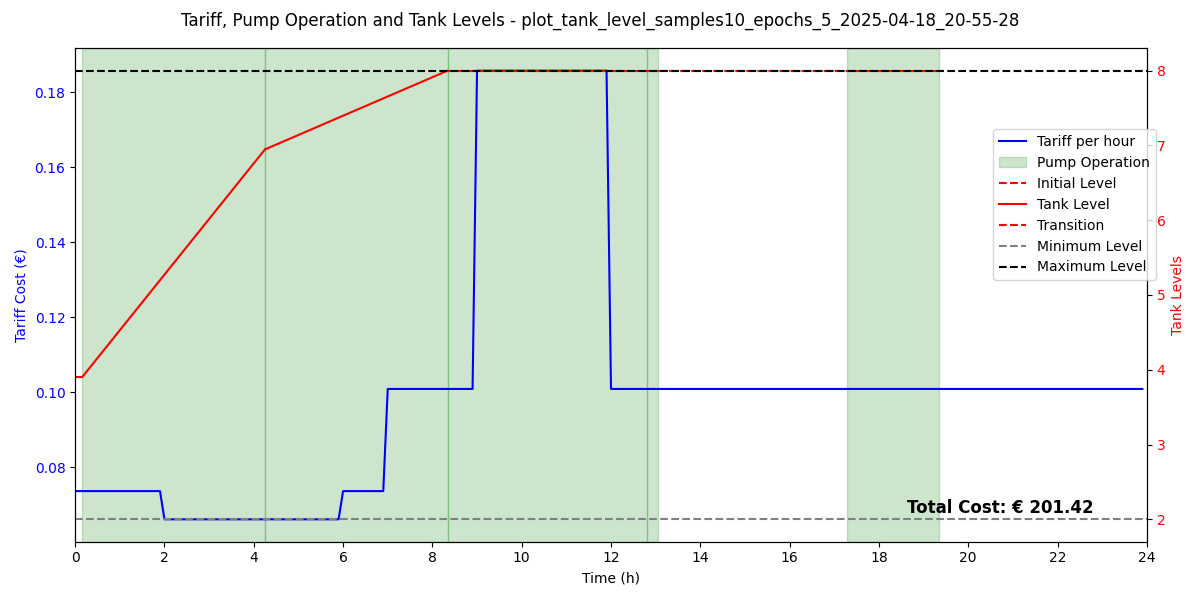 Tariff, Pump Operation and Tank Levels - plot_tank_level_samples10_epochs_5_2025-04-18_20-55-28
Tariff Cost (€)
0.18
0.16
0.14
0.12
0.10
0.08
8
7
6
5
4
3
2
Tank Levels
Tariff per hour
Pump Operation
Initial Level
Tank Level
Transition
Minimum Level
Maximum Level
Total Cost: € 201.42
0 2 4 6 8 10 12 14 16 18 20 22 24
Time (h)